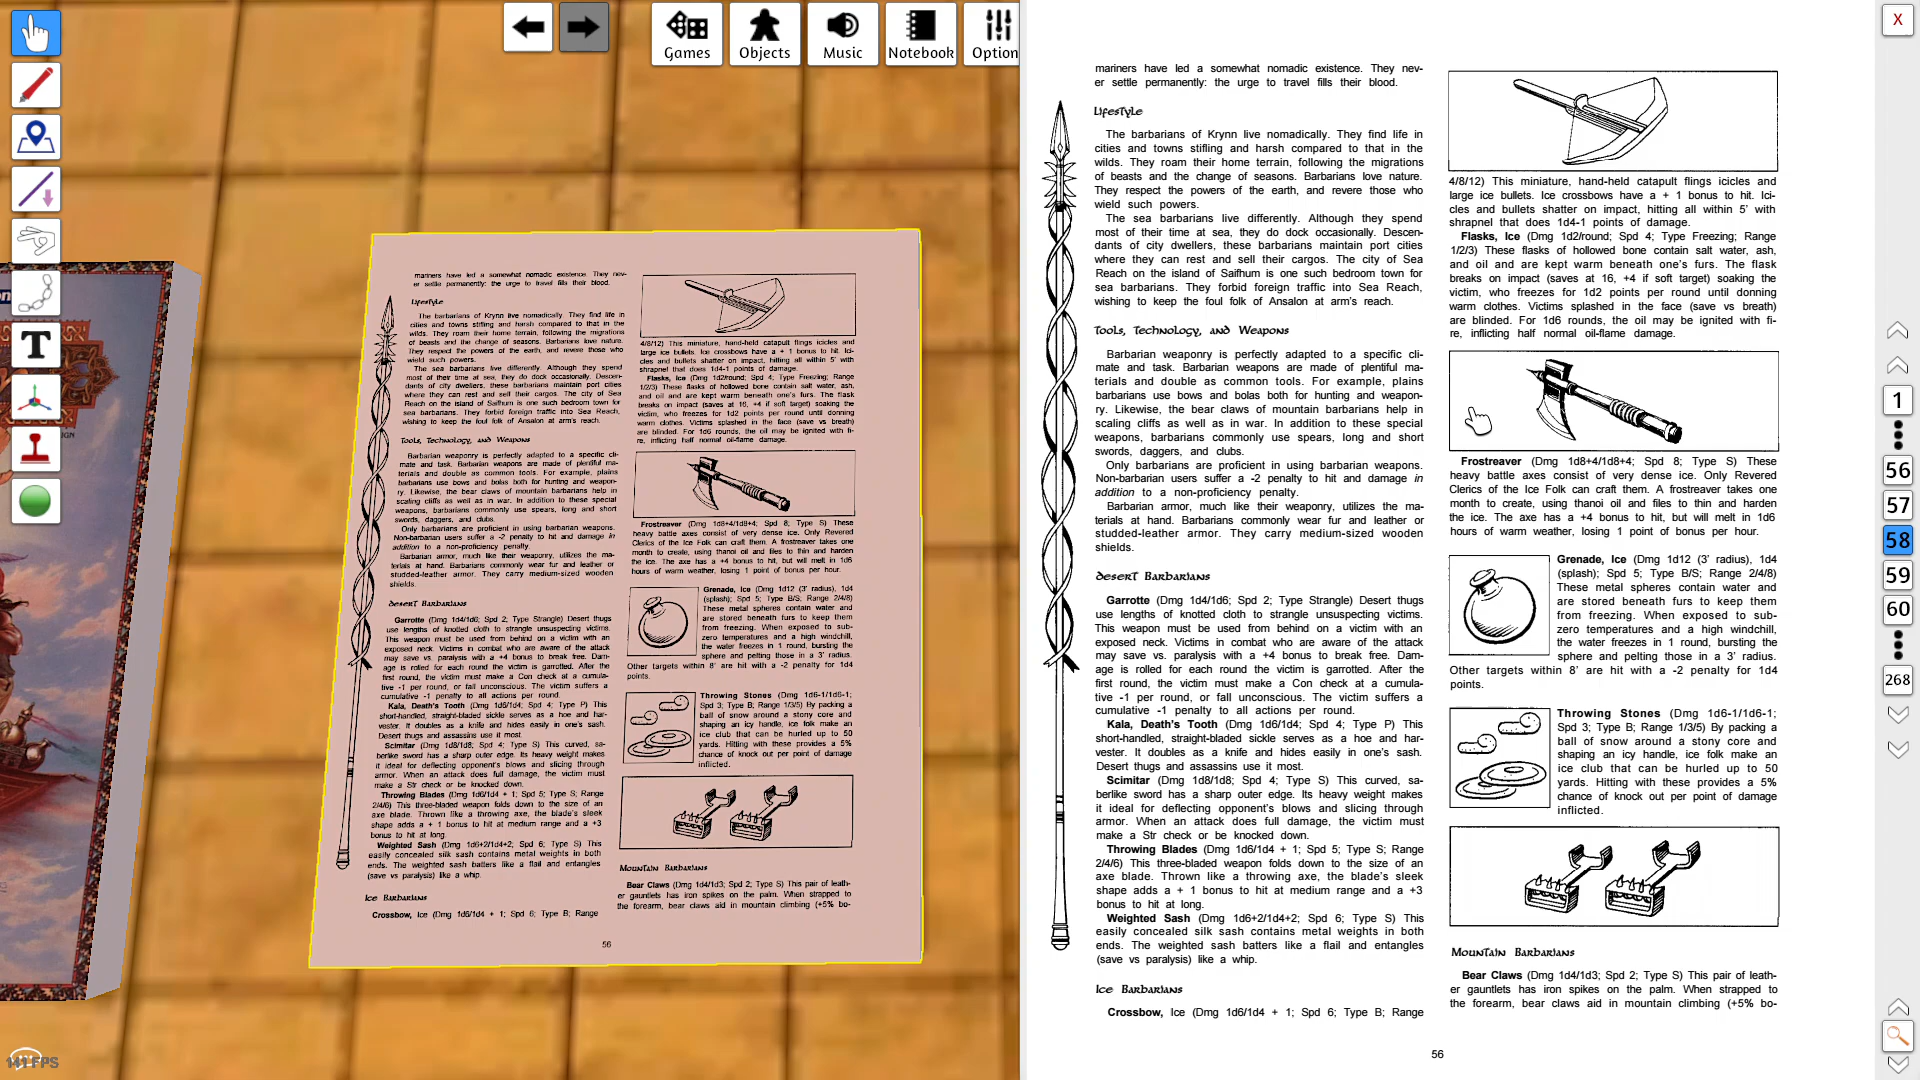 Games
Objects
Music
Notebook
Option
X
mariners have led a somewhat nomadic existence. They nev-
er settle permanently: the urge to travel fills their blood.
Lifestyle
The barbarians of Krynn live nomadically. They find life in
cities and towns stifling and harsh compared to that in the
wilds. They roam their home terrain, following the migrations
of beasts and the change of seasons. Barbarians love nature.
They respect the powers of the earth, and revere those who
wield such powers.
The sea barbarians live differently. Although they spend
most of their time at sea, they do dock occasionally. Descen-
dants of city dwellers, these barbarians maintain port cities
where they can rest and sell their cargos. The city of Sea
Reach on the island of Saifhum is one such bedroom town for
sea barbarians. They forbid foreign traffic into Sea Reach,
wishing to keep the foul folk of Ansalon at arm's reach.
Tools, Technology, and Weapons
Barbarian weaponry is perfectly adapted to a specific cli-
mate and task. Barbarian weapons are made of plentiful ma-
terials and double as common tools. For example, plains
barbarians use bows and bolas both for hunting and weapon-
ry. Likewise, the bear claws of mountain barbarians help in
scaling cliffs as well as in war. In addition to these special
weapons, barbarians commonly use spears, long and short
swords, daggers, and clubs.
Only barbarians are proficient in using barbarian weapons.
Non-barbarian users suffer a -2 penalty to hit and damage in
addition to a non-proficiency penalty.
Barbarian armor, much like their weaponry, utilizes the ma-
terials at hand. Barbarians commonly wear fur and leather or
studded-leather armor. They carry medium-sized wooden
shields.
Desert Barbarians
Garrotte (Dmg 1d4/1d6; Spd 2; Type Strangle) Desert thugs
use lengths of knotted cloth to strangle unsuspecting victims.
This weapon must be used from behind on a victim with an
exposed neck. Victims in combat who are aware of the attack
may save vs. paralysis with a +4 bonus to break free. Dam-
age is rolled for each round the victim is garrotted. After the
first round, the victim must make a Con check at a cumula-
tive -1 per round, or fall unconscious. The victim suffers a
cumulative -1 penalty to all actions per round.
Kala, Death's Tooth (Dmg 1d6/1d4; Spd 4; Type P) This
short-handled, straight-bladed sickle serves as a hoe and har-
vester. It doubles as a knife and hides easily in one's sash.
Desert thugs and assassins use it most.
Scimitar (Dmg 1d8/1d8; Spd 4; Type S) This curved, sa-
berlike sword has a sharp outer edge. Its heavy weight makes
it ideal for deflecting opponent's blows and slicing through
armor. When an attack does full damage, the victim must
make a Str check or be knocked down.
Throwing Blades (Dmg 1d6/1d4 + 1; Spd 5; Type S; Range
2/4/6) This three-bladed weapon folds down to the size of an
axe blade. Thrown like a throwing axe, the blade's sleek
shape adds a + 1 bonus to hit at medium range and a +3
bonus to hit at long.
Weighted Sash (Dmg 1d6+2/1d4+2; Spd 6; Type S) This
easily concealed silk sash contains metal weights in both
ends. The weighted sash batters like a flail and entangles
(save vs paralysis) like a whip.
Ice Barbarians
Crossbow, Ice (Dmg 1d6/1d4 + 1; Spd 6; Type B; Range
4/8/12) This miniature, hand-held catapult flings icicles and
large ice bullets. Ice crossbows have a + 1 bonus to hit. Ici-
cles and bullets shatter on impact, hitting all within 5' with
shrapnel that does 1d4-1 points of damage.
Flasks, Ice (Dmg 1d2/round; Spd 4; Type Freezing; Range
1/2/3) These flasks of hollowed bone contain salt water, ash,
and oil and are kept warm beneath one's furs. The flask
breaks on impact (saves at 16, +4 if soft target) soaking the
victim, who freezes for 1d2 points per round until donning
warm clothes. Victims splashed in the face (save vs breath)
are blinded. For 1d6 rounds, the oil may be ignited with fi-
re, inflicting half normal oil-flame damage.
Frostreaver (Dmg 1d8+4/1d8+4; Spd 8; Type S) These
heavy battle axes consist of very dense ice. Only Revered
Clerics of the Ice Folk can craft them. A frostreaver takes one
month to create, using thanoi oil and files to thin and harden
the ice. The axe has a +4 bonus to hit, but will melt in 1d6
hours of warm weather, losing 1 point of bonus per hour.
Grenade, Ice (Dmg 1d12 (3' radius), 1d4
(splash); Spd 5; Type B/S; Range 2/4/8)
These metal spheres contain water and
are stored beneath furs to keep them
from freezing. When exposed to sub-
zero temperatures and a high windchill,
the water freezes in 1 round, bursting the
sphere and pelting those in a 3' radius.
Other targets within 8' are hit with a -2 penalty for 1d4
points.
Throwing Stones (Dmg 1d6-1/1d6-1;
Spd 3; Type B; Range 1/3/5) By packing a
ball of snow around a stony core and
shaping an icy handle, ice folk make an
ice club that can be hurled up to 50
yards. Hitting with these provides a 5%
chance of knock out per point of damage
inflicted.
Mountain Barbarians
Bear Claws (Dmg 1d4/1d3; Spd 2; Type S) This pair of leath-
er gauntlets has iron spikes on the palm. When strapped to
the forearm, bear claws aid in mountain climbing (+5% bo-
56
1
56
57
58
59
60
268
T
141 FPS